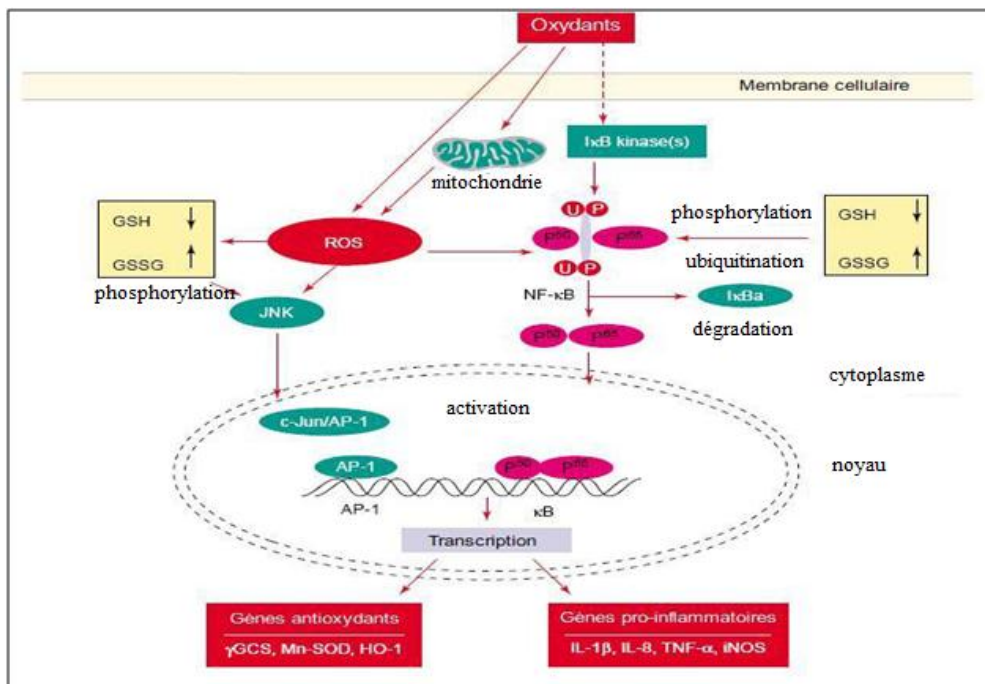 Oxydants
Membrane cellulaire
IκB kinase(s)
mitochondrie
U P
GSH
GSSG
phosphorylation
ROS
p50 p65
phosphorylation
ubiquitination
GSH
GSSG
U P
JNK
NF-κB
IκBa
dégradation
p50 p65
cytoplasme
activation
c-Jun/AP-1
noyau
AP-1
p50 p65
AP-1
κB
Transcription
Gènes antioxydants
γGCS, Mn-SOD, HO-1
Gènes pro-inflammatoires
IL-1β, IL-8, TNF-α, iNOS